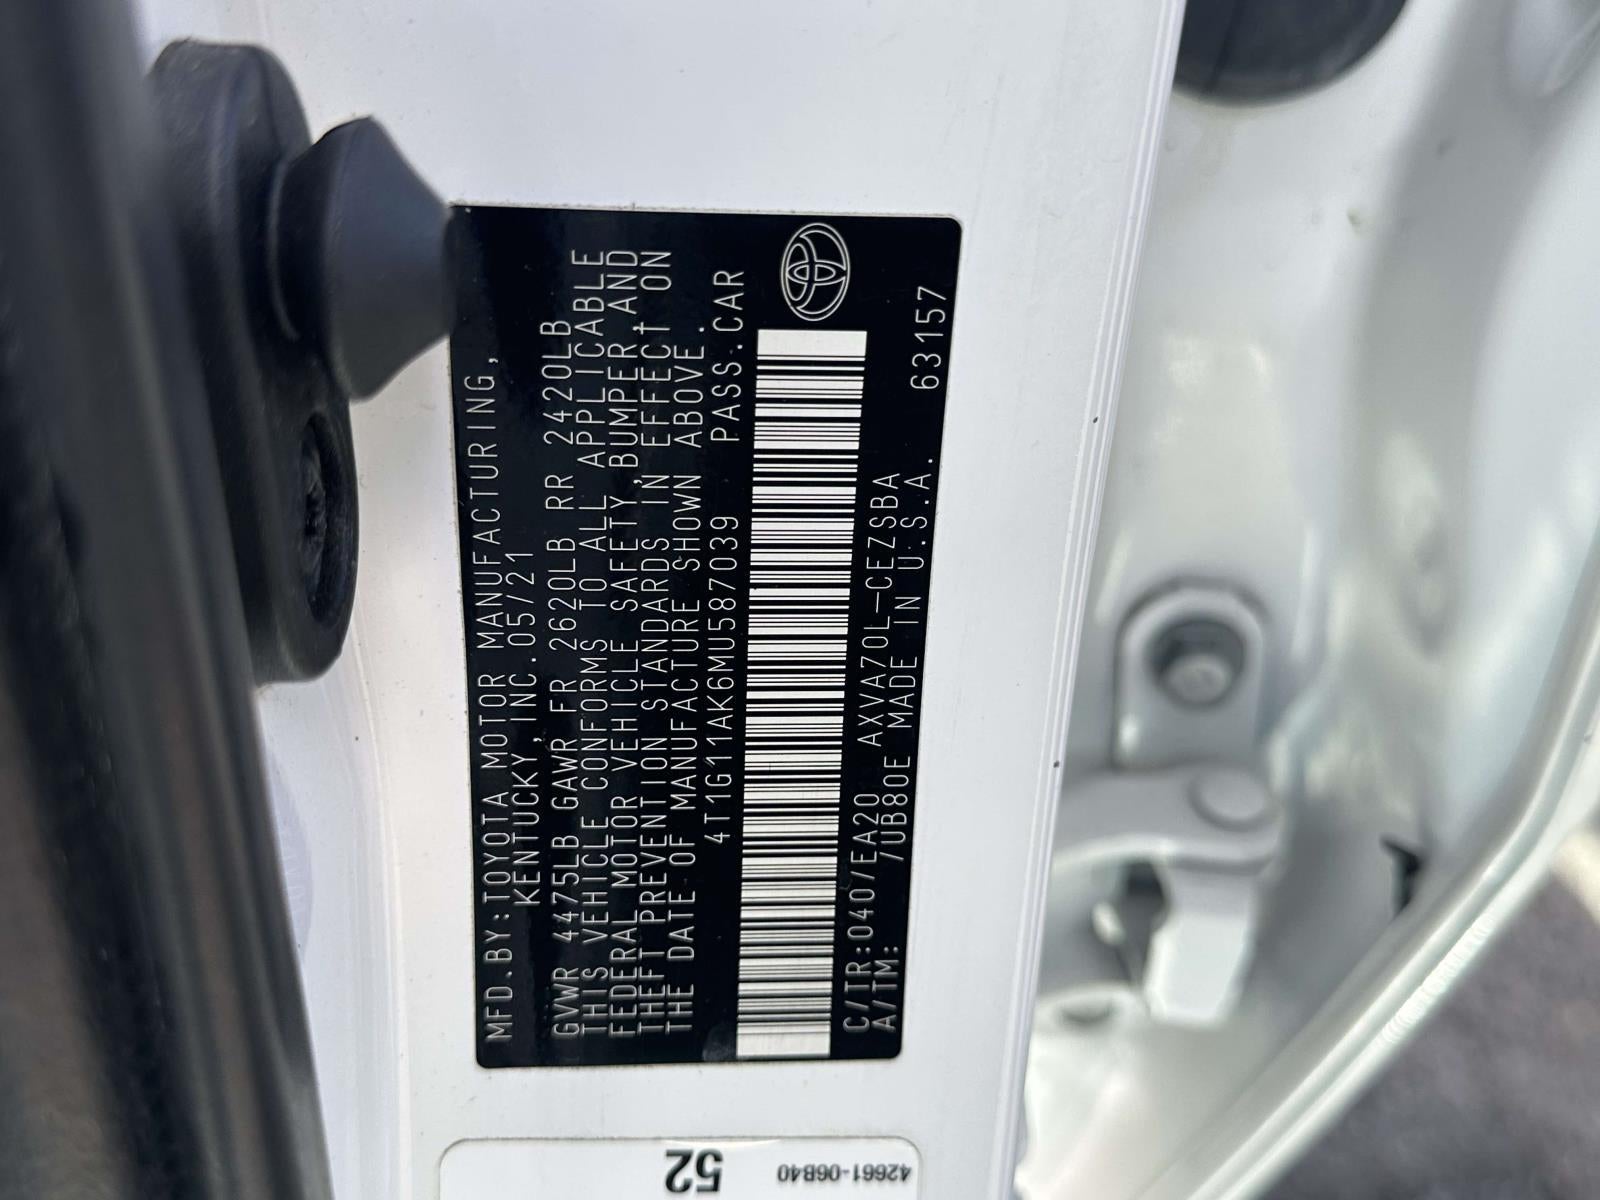 MFD.BY:TOYOTA MOTOR MANUFACTURING,
KENTUCKY,INC.05/21
GVWR 4475LB GAWR FR 2620LB RR 2420LB
THIS VEHICLE CONFORMS TO ALL APPLICABLE
FEDERAL MOTOR VEHICLE SAFETY,BUMPER,AND
THEFT PREVENTION STANDARDS IN EFFECT ON
THE DATE OF MANUFACTURE SHOWN ABOVE.
4T1G11AK6MU587039 PASS.CAR
C/TR:040/EA20 AXVA70L-CEZSBA
A/TM: /UB80E MADE IN U.S.A. 63157
52
42661-06B40